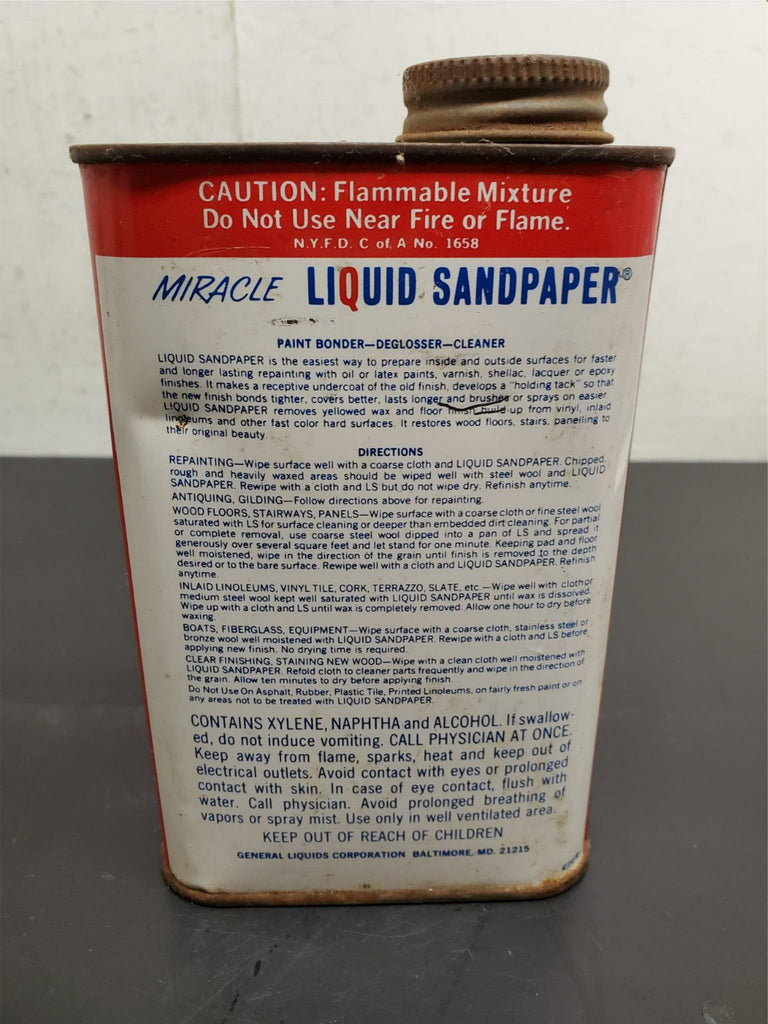 CAUTION: Flammable Mixture
Do Not Use Near Fire or Flame.
N.Y.F.D. C of A No. 1658
MIRACLE LIQUID SANDPAPER®
PAINT BONDER—DEGLOSSER—CLEANER
LIQUID SANDPAPER is the easiest way to prepare inside and outside surfaces for faster
and longer lasting repainting with oil or latex paints, varnish, shellac, lacquer or epoxy
finishes. It makes a receptive undercoat of the old finish, develops a "holding tack" so that
the new finish bonds tighter, covers better, lasts longer and brushes or sprays on easier.
LIQUID SANDPAPER removes yellowed wax and floor finish build-up from vinyl, inlaid
linoleums and other fast color hard surfaces. It restores wood floors, stairs, panelling to
their original beauty.
DIRECTIONS
REPAINTING—Wipe surface well with a coarse cloth and LIQUID SANDPAPER. Chipped,
rough and heavily waxed areas should be wiped well with steel wool and LIQUID
SANDPAPER. Rewipe with a cloth and LS but do not wipe dry. Refinish anytime.
ANTIQUING, GILDING—Follow directions above for repainting.
WOOD FLOORS, STAIRWAYS, PANELS—Wipe surface with a coarse cloth or fine steel wool
saturated with LS for surface cleaning or deeper than embedded dirt cleaning. For partial
or complete removal, use coarse steel wool dipped into a pan of LS and spread it
generously over several square feet and let stand for one minute. Keeping pad and floor
well moistened, wipe in the direction of the grain until finish is removed to the depth
desired or to the bare surface. Rewipe well with a cloth and LIQUID SANDPAPER. Refinish
anytime.
INLAID LINOLEUMS, VINYL TILE, CORK, TERRAZZO, SLATE, etc.—Wipe well with cloth or
medium steel wool kept well saturated with LIQUID SANDPAPER until wax is dissolved.
Wipe up with a cloth and LS until wax is completely removed. Allow one hour to dry before
waxing.
BOATS, FIBERGLASS, EQUIPMENT—Wipe surface with a coarse cloth, stainless steel or
bronze wool well moistened with LIQUID SANDPAPER. Rewipe with a cloth and LS before
applying new finish. No drying time is required.
CLEAR FINISHING, STAINING NEW WOOD—Wipe with a clean cloth well moistened with
LIQUID SANDPAPER. Refold cloth to cleaner parts frequently and wipe in the direction of
the grain. Allow ten minutes to dry before applying finish.
Do Not Use On Asphalt, Rubber, Plastic Tile, Printed Linoleums, on fairly fresh paint or on
any areas not to be treated with LIQUID SANDPAPER.
CONTAINS XYLENE, NAPHTHA and ALCOHOL. If swallow-
ed, do not induce vomiting. CALL PHYSICIAN AT ONCE.
Keep away from flame, sparks, heat and keep out of
electrical outlets. Avoid contact with eyes or prolonged
contact with skin. In case of eye contact, flush with
water. Call physician. Avoid prolonged breathing of
vapors or spray mist. Use only in well ventilated area.
KEEP OUT OF REACH OF CHILDREN
GENERAL LIQUIDS CORPORATION BALTIMORE, MD. 21215